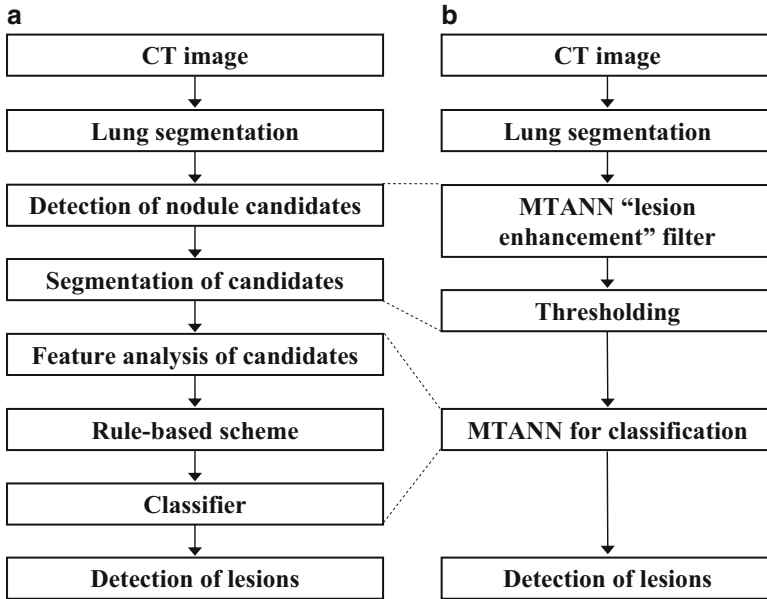 a
CT image
Lung segmentation
Detection of nodule candidates
Segmentation of candidates
Feature analysis of candidates
Rule-based scheme
Classifier
Detection of lesions
b
CT image
Lung segmentation
MTANN “lesion
enhancement” filter
Thresholding
MTANN for classification
Detection of lesions